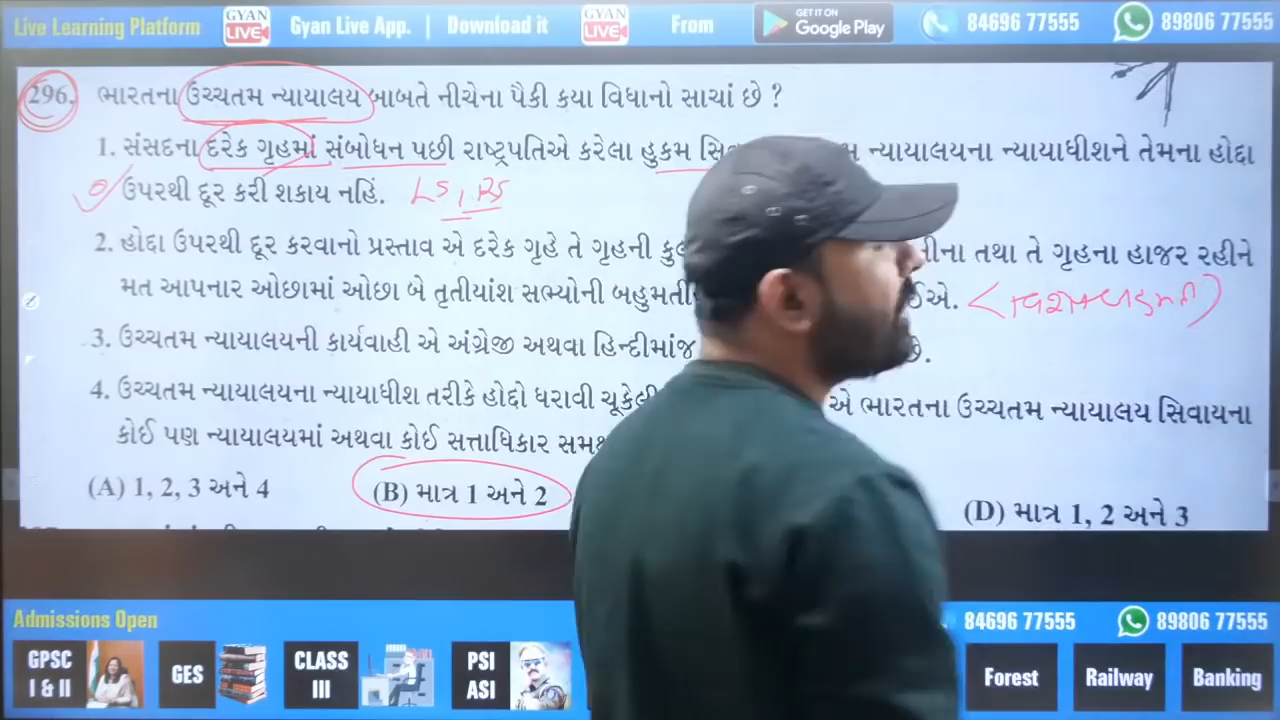 Live Learning Platform GYAN LIVE Gyan Live App. | Download it GYAN LIVE From GET IT ON Google Play 84696 77555 89806 77555
296. ભારતના ઉચ્ચતમ ન્યાયાલય બાબતે નીચેના પૈકી કયા વિધાનો સાચાં છે ?
1. સંસદના દરેક ગૃહમાં સંબોધન પછી રાષ્ટ્રપતિએ કરેલા હુકમ ન્યાયાલયના ન્યાયાધીશને તેમના હોદ્દા
ઉપરથી દૂર કરી શકાય નહિં. LS, RS
2. હોદ્દા ઉપરથી દૂર કરવાનો પ્રસ્તાવ એ દરેક ગૃહે તે ગૃહની તથા તે ગૃહના હાજર રહીને
મત આપનાર ઓછામાં ઓછા બે તૃતીયાંશ સભ્યોની
3. ઉચ્ચતમ ન્યાયાલયની કાર્યવાહી એ અંગ્રેજી અથવા હિન્દીમાંજ છે.
4. ઉચ્ચતમ ન્યાયાલયના ન્યાયાધીશ તરીકે હોદ્દો ધરાવી એ ભારતના ઉચ્ચતમ ન્યાયાલય સિવાયના
કોઈ પણ ન્યાયાલયમાં અથવા કોઈ સત્તાધિકાર
(A) 1, 2, 3 અને 4 (B) માત્ર 1 અને 2 (D) માત્ર 1, 2 અને 3
Admissions Open 84696 77555 89806 77555
GPSC I & II GES CLASS III PSI ASI Forest Railway Banking